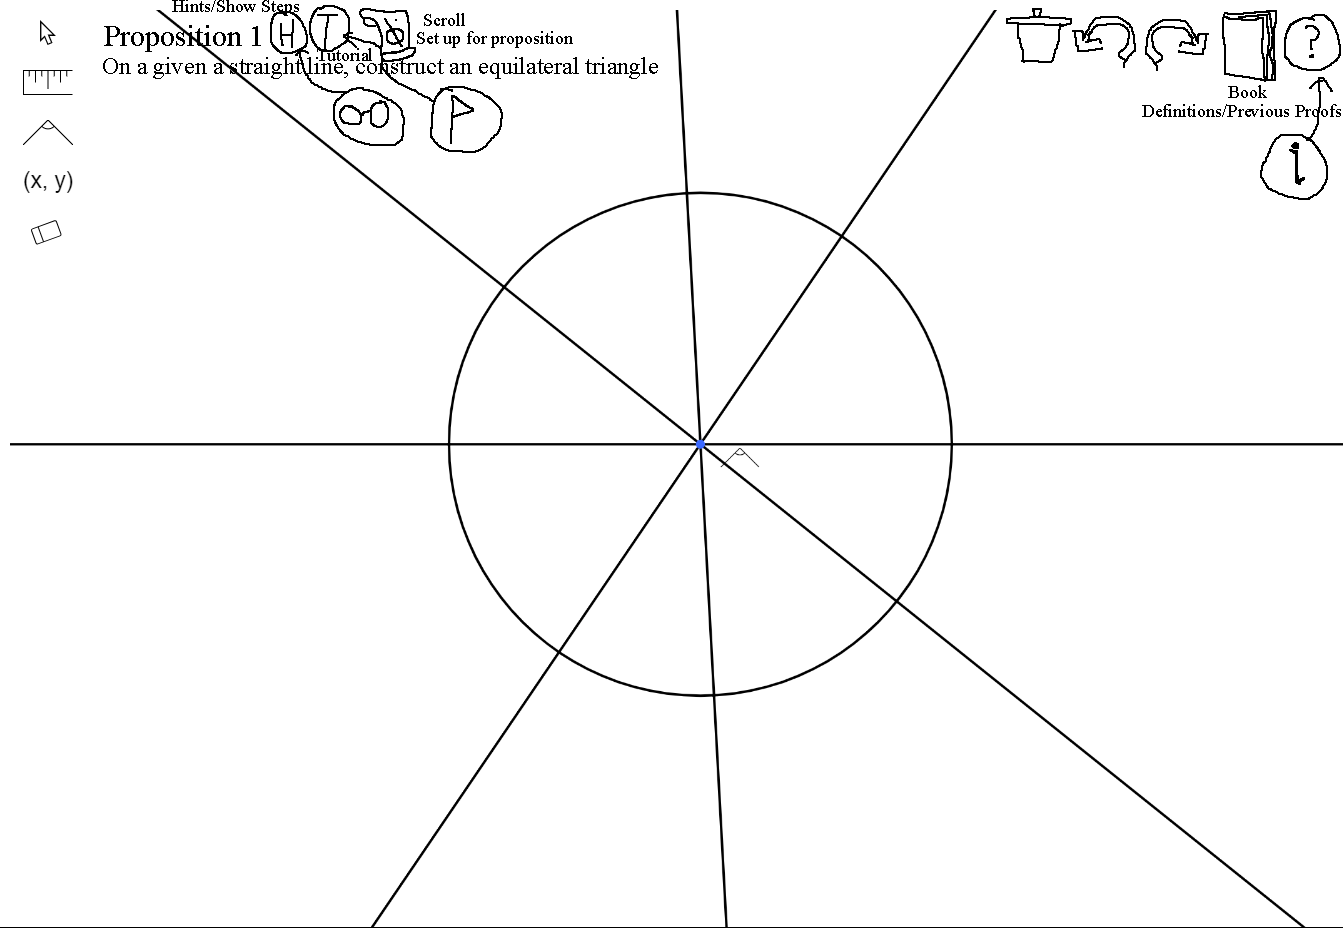 Hints/Show Steps
Proposition 1 H T
Scroll
Set up for proposition
Tutorial
On a given a straight line, construct an equilateral triangle
P
?
Book
Definitions/Previous Proofs
i
(x, y)